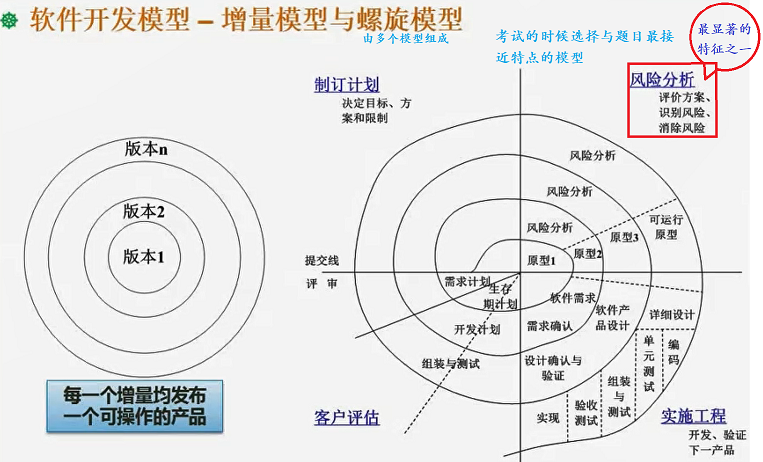 软件开发模型 – 增量模型与螺旋模型
由多个模型组成
考试的时候选择与题目最接
近特点的模型
最显著的
特征之一
制订计划
决定目标、方
案和限制
风险分析
评价方案、
识别风险、
消除风险
版本n
版本2
版本1
每一个增量均发布
一个可操作的产品
风险分析
风险分析
风险分析
可运行
原型
原型3
原型2
原型1
提交线
评 审
需求计划
生存
期计划
开发计划
组装与测试
软件需求
需求确认
软件产
品设计
详细设计
设计确认与
验证
单
元
测
试
编
码
组装
与
测试
验收
测试
实现
客户评估
实施工程
开发、验证
下一产品